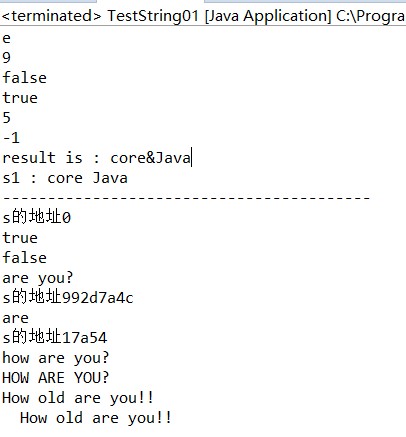 <terminated> TestString01 [Java Application] C:\Progra
e
9
false
true
5
-1
result is : core&Java
s1 : core Java
----------------------------------------
s的地址0
true
false
are you?
s的地址992d7a4c
are
s的地址17a54
how are you?
HOW ARE YOU?
How old are you!!
  How old are you!!